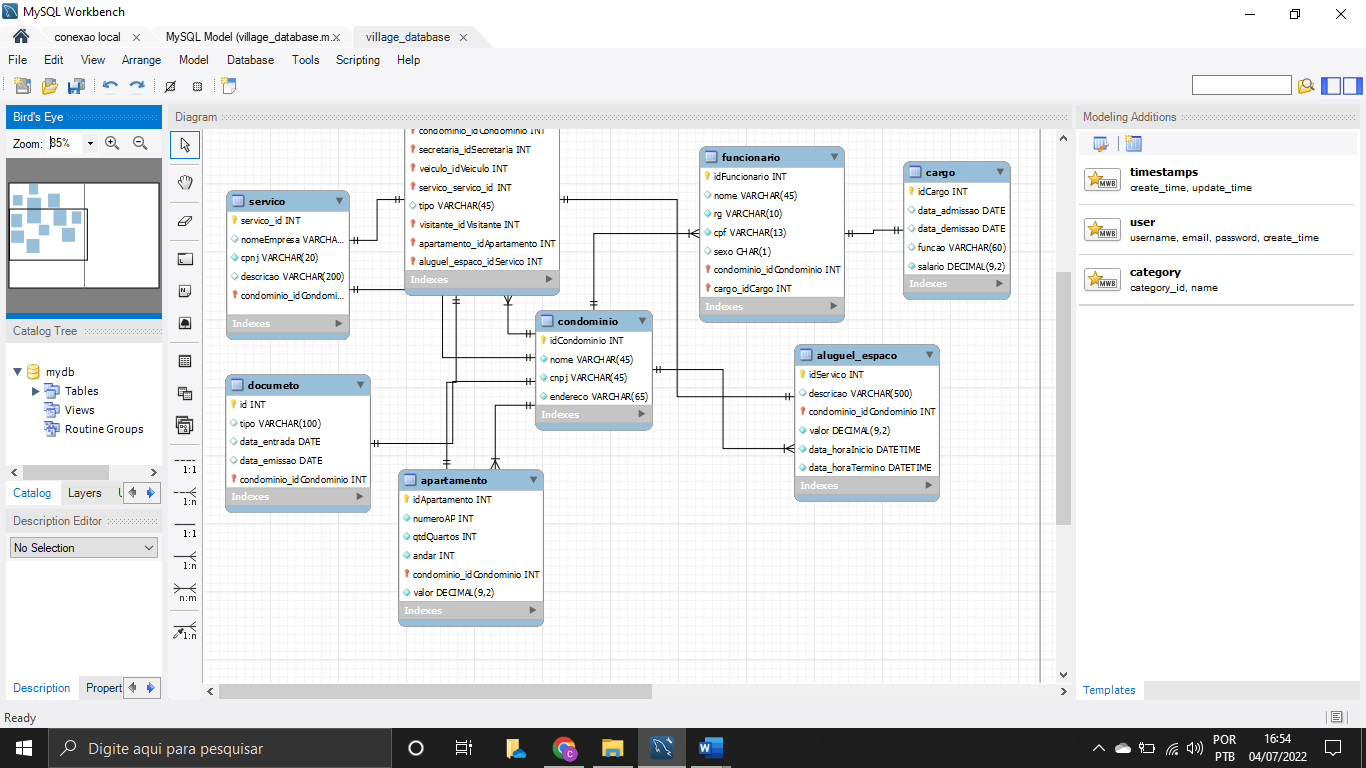 MySQL Workbench
conexao local
MySQL Model (village_database.m...
village_database
File Edit View Arrange Model Database Tools Scripting Help
Bird's Eye
Zoom: 85%
Catalog Tree
mydb
Tables
Views
Routine Groups
Catalog Layers
Description Editor
No Selection
Description Propert
Diagram
1:1
1:n
1:1
1:n
n:m
1:n
condominio_idCondominio INT
secretaria_idSecretaria INT
veiculo_idVeiculo INT
servico_servico_id INT
tipo VARCHAR(45)
visitante_idVisitante INT
apartamento_idApartamento INT
aluguel_espaco_idServico INT
Indexes
servico
servico_id INT
nomeEmpresa VARCHA...
cpnj VARCHAR(20)
descricao VARCHAR(200)
condominio_idCondomi...
Indexes
documeto
id INT
tipo VARCHAR(100)
data_entrada DATE
data_emissao DATE
condominio_idCondominio INT
Indexes
condominio
idCondominio INT
nome VARCHAR(45)
cnpj VARCHAR(45)
endereco VARCHAR(65)
Indexes
apartamento
idApartamento INT
numeroAP INT
qtdQuartos INT
andar INT
condominio_idCondominio INT
valor DECIMAL(9,2)
Indexes
funcionario
idFuncionario INT
nome VARCHAR(45)
rg VARCHAR(10)
cpf VARCHAR(13)
sexo CHAR(1)
condominio_idCondominio INT
cargo_idCargo INT
Indexes
cargo
idCargo INT
data_admissao DATE
data_demissao DATE
funcao VARCHAR(60)
salario DECIMAL(9,2)
Indexes
aluguel_espaco
idServico INT
descricao VARCHAR(500)
condominio_idCondominio INT
valor DECIMAL(9,2)
data_horaInicio DATETIME
data_horaTermino DATETIME
Indexes
Modeling Additions
MWB
timestamps
create_time, update_time
MWB
user
username, email, password, create_time
MWB
category
category_id, name
Templates
Ready
Digite aqui para pesquisar
C
W
POR
PTB
16:54
04/07/2022